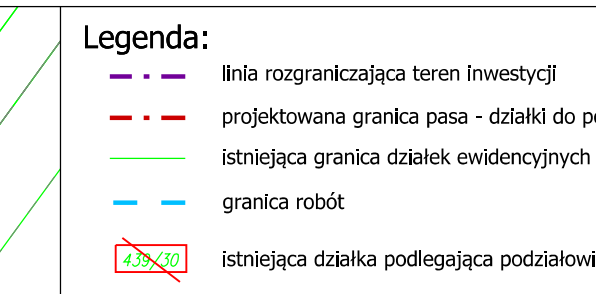 Legenda:
linia rozgraniczająca teren inwestycji
projektowana granica pasa - działki do
istniejąca granica działek ewidencyjnych
granica robót
439/30
istniejąca działka podlegająca podziałowi